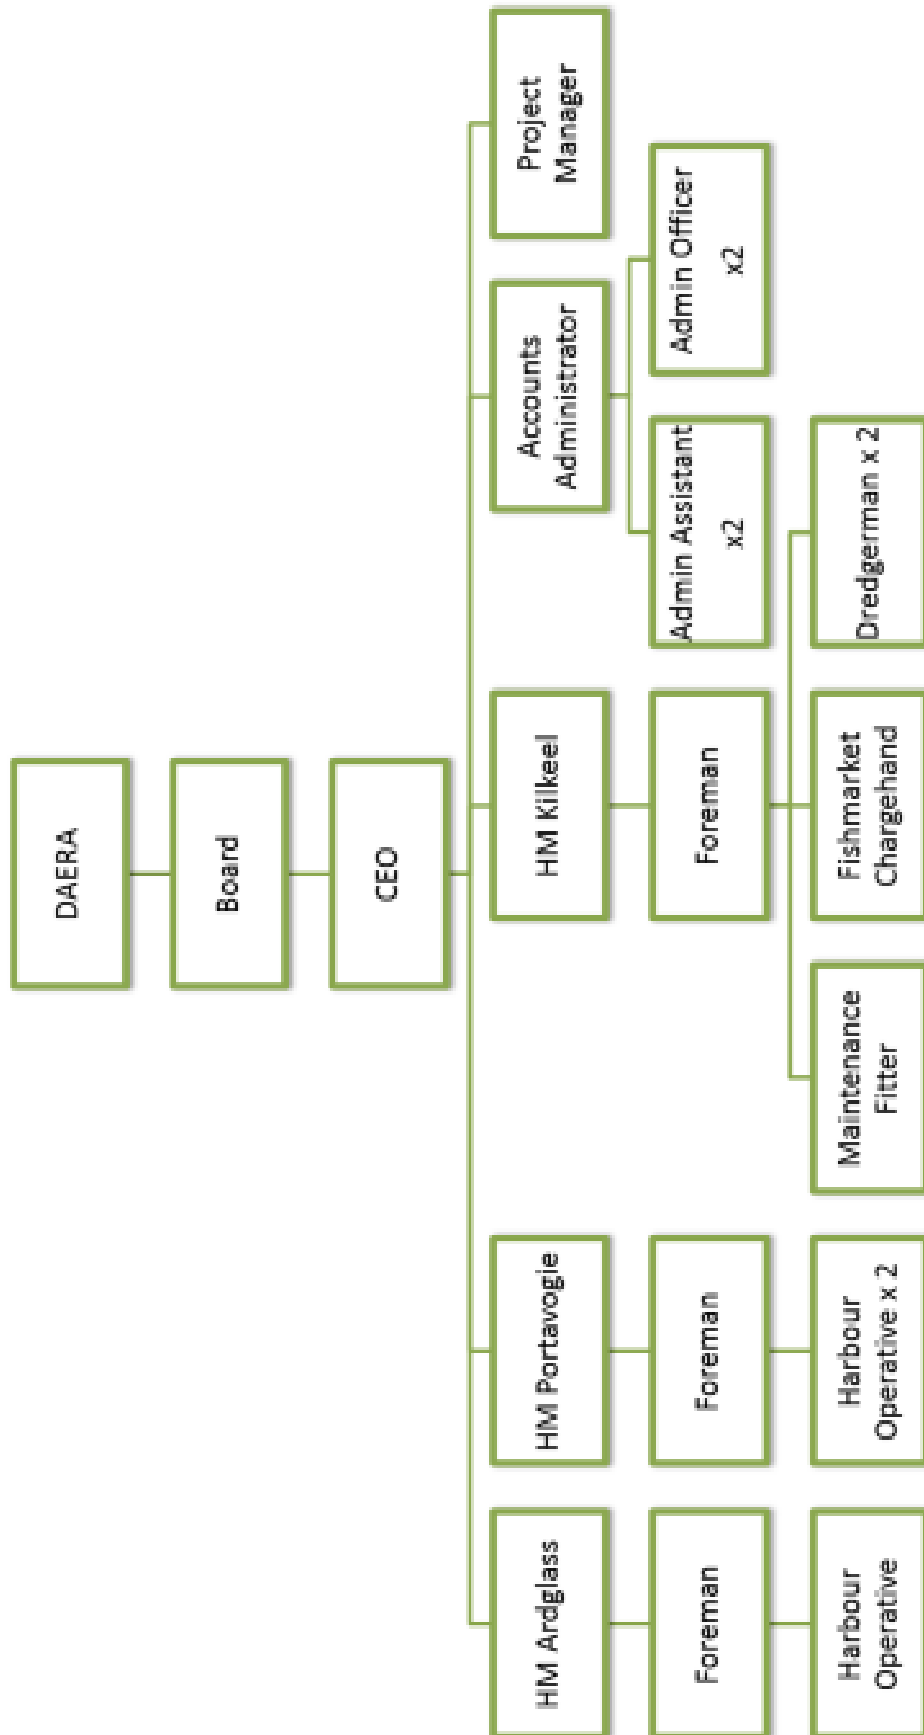 DAERA
Board
CEO
HM Ardglass
HM Portavogie
HM Kilkeel
Accounts
Administrator
Project
Manager
Foreman
Foreman
Foreman
Admin Assistant
x2
Admin Officer
x2
Harbour
Operative
Harbour
Operative x 2
Maintenance
Fitter
Fishmarket
Chargehand
Dredgerman x 2